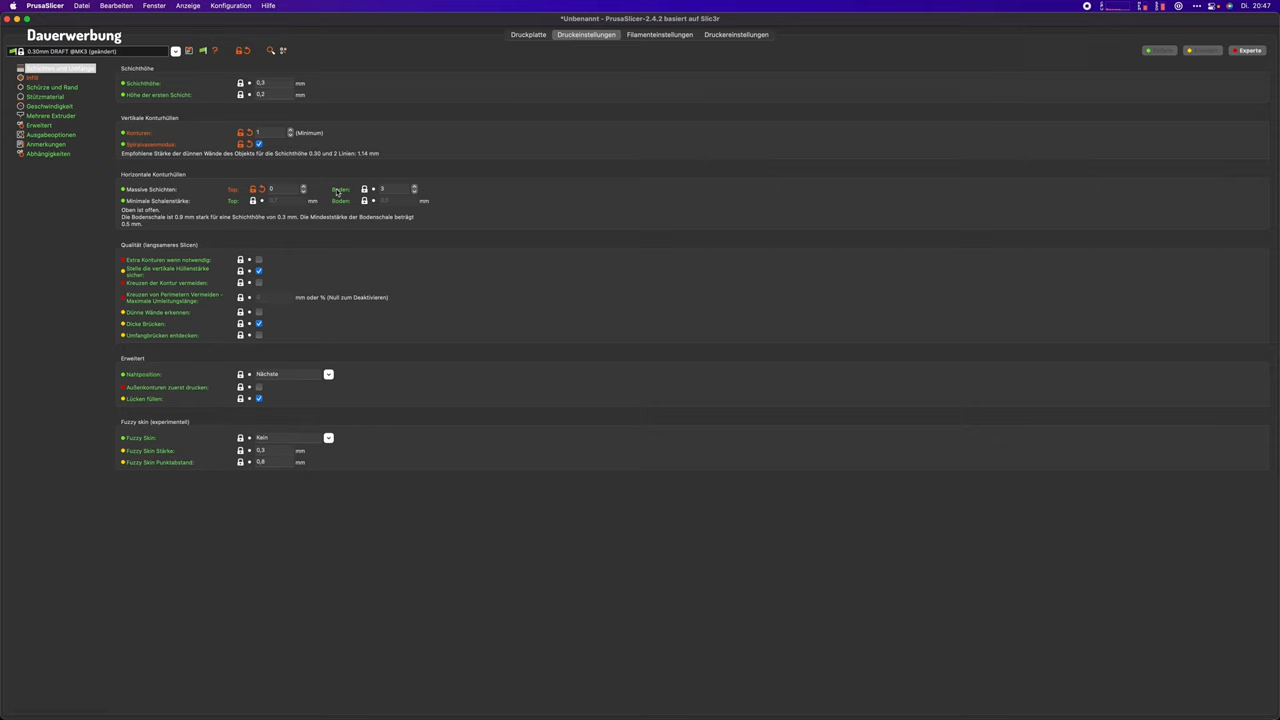 PrusaSlicer Datei Bearbeiten Fenster Anzeige Konfiguration Hilfe Di. 20:47
*Unbenannt - PrusaSlicer-2.4.2 basiert auf Slic3r
Dauerwerbung
Druckplatte Druckeinstellungen Filamenteinstellungen Druckereinstellungen
0.30mm DRAFT @MK3 (geändert)
Experte
Schichten und Umfänge
Infill
Schürze und Rand
Stützmaterial
Geschwindigkeit
Mehrere Extruder
Erweitert
Ausgabeoptionen
Anmerkungen
Abhängigkeiten
Schichthöhe
Schichthöhe: 0,3 mm
Höhe der ersten Schicht: 0,2 mm
Vertikale Konturhüllen
Konturen: 1 (Minimum)
Spiralvasenmodus:
Empfohlene Stärke der dünnen Wände des Objekts für die Schichthöhe 0.30 und 2 Linien: 1.14 mm
Horizontale Konturhüllen
Massive Schichten: Top: 0 Boden: 3
Minimale Schalenstärke: Top: 0,7 mm Boden: 0,5 mm
Oben ist offen.
Die Bodenschale ist 0.9 mm stark für eine Schichthöhe von 0.3 mm. Die Mindeststärke der Bodenschale beträgt
0.5 mm.
Qualität (langsameres Slicen)
Extra Konturen wenn notwendig:
Stelle die vertikale Hüllenstärke
sicher:
Kreuzen der Kontur vermeiden:
Kreuzen von Perimetern Vermeiden -
Maximale Umleitungslänge: 0 mm oder % (Null zum Deaktivieren)
Dünne Wände erkennen:
Dicke Brücken:
Umfangbrücken entdecken:
Erweitert
Nahtposition: Nächste
Außenkonturen zuerst drucken:
Lücken füllen:
Fuzzy skin (experimentell)
Fuzzy Skin: Kein
Fuzzy Skin Stärke: 0,3 mm
Fuzzy Skin Punktabstand: 0,8 mm